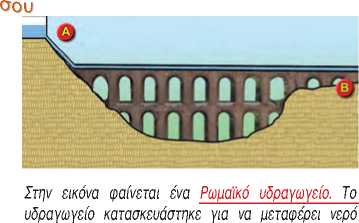 σου
A
B
Στην εικόνα φαίνεται ένα Ρωμαϊκό υδραγωγείο. Το
υδραγωγείο κατασκευάστηκε για να μεταφέρει νερό